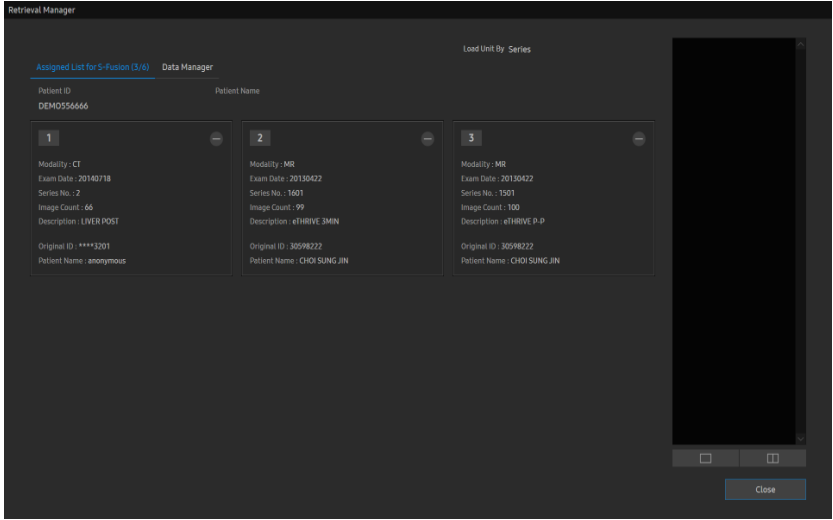 Retrieval Manager
Load Unit By Series
Assigned List for S-Fusion (3/6) Data Manager
Patient ID Patient Name
DEMO556666
1
Modality : CT
Exam Date : 20140718
Series No. : 2
Image Count : 66
Description : LIVER POST
Original ID : ****3201
Patient Name : anonymous
2
Modality : MR
Exam Date : 20130422
Series No. : 1601
Image Count : 99
Description : eTHRIVE 3MIN
Original ID : 30598222
Patient Name : CHOI SUNG JIN
3
Modality : MR
Exam Date : 20130422
Series No. : 1501
Image Count : 100
Description : eTHRIVE P-P
Original ID : 30598222
Patient Name : CHOI SUNG JIN
Close